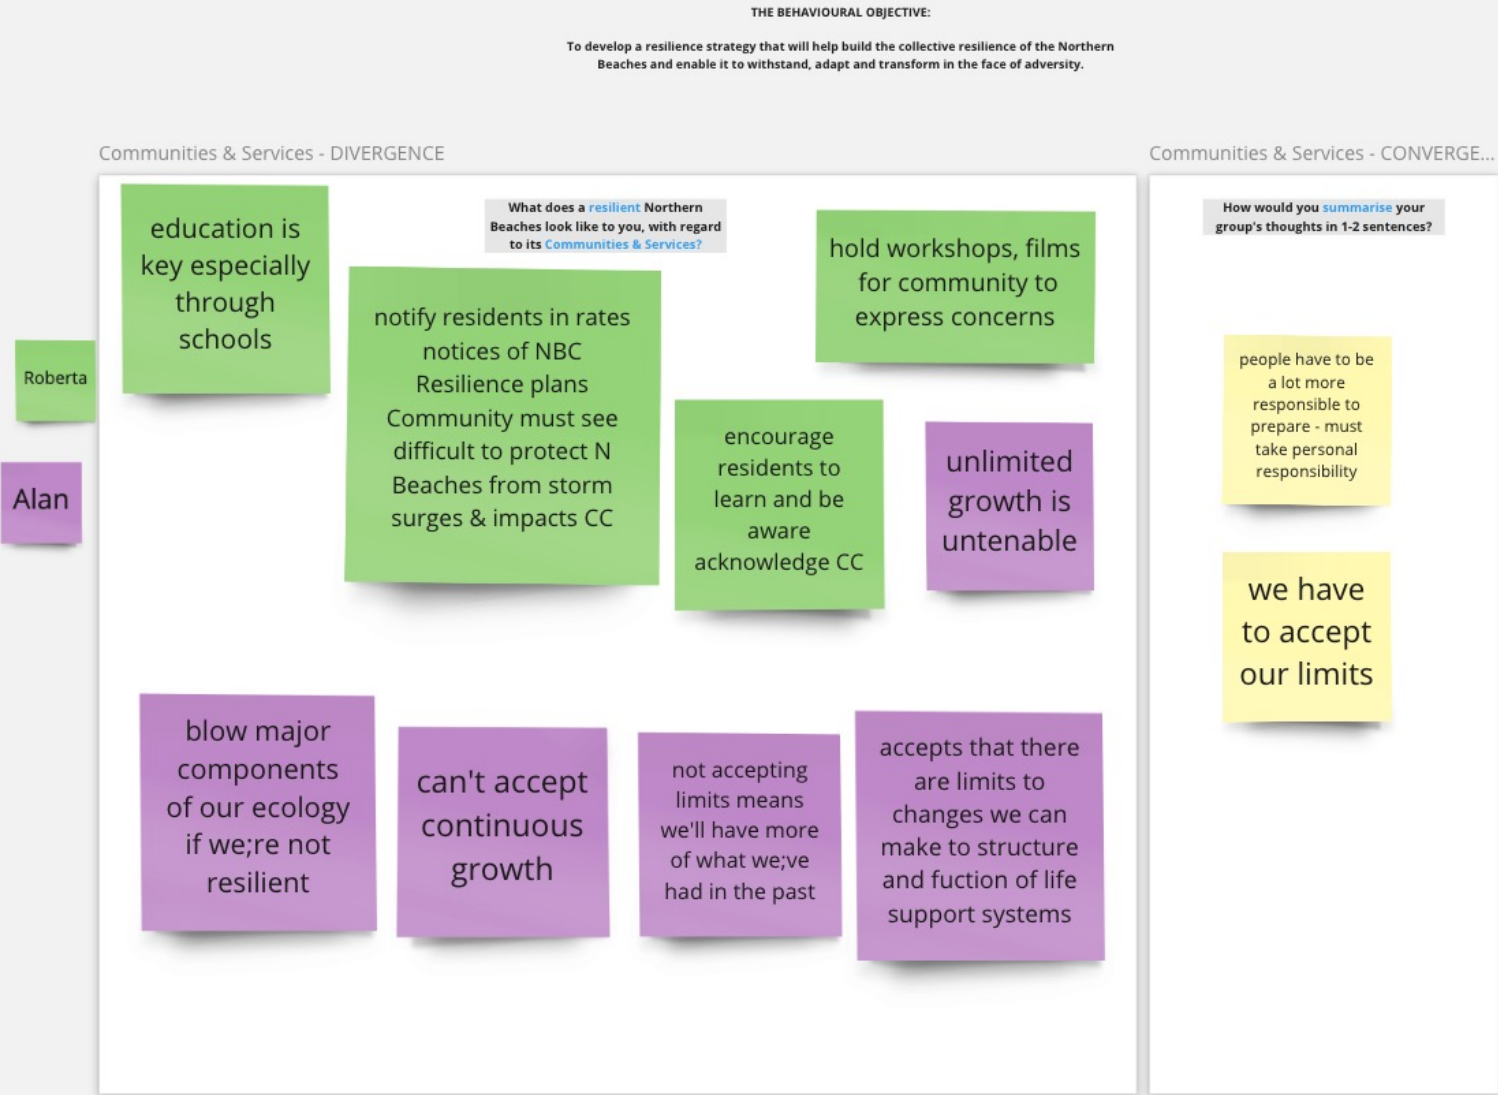 THE BEHAVIOURAL OBJECTIVE:
To develop a resilience strategy that will help build the collective resilience of the Northern
Beaches and enable it to withstand, adapt and transform in the face of adversity.
Communities & Services - DIVERGENCE
education is
key especially
through
schools
What does a resilient Northern
Beaches look like to you, with regard
to its Communities & Services?
notify residents in rates
notices of NBC
Resilience plans
Community must see
difficult to protect N
Beaches from storm
surges & impacts CC
hold workshops, films
for community to
express concerns
encourage
residents to
learn and be
aware
acknowledge CC
unlimited
growth is
untenable
Roberta
Alan
blow major
components
of our ecology
if we;re not
resilient
can't accept
continuous
growth
not accepting
limits means
we'll have more
of what we;ve
had in the past
accepts that there
are limits to
changes we can
make to structure
and fuction of life
support systems
Communities & Services - CONVERGE...
How would you summarise your
group's thoughts in 1-2 sentences?
people have to be
a lot more
responsible to
prepare - must
take personal
responsibility
we have
to accept
our limits